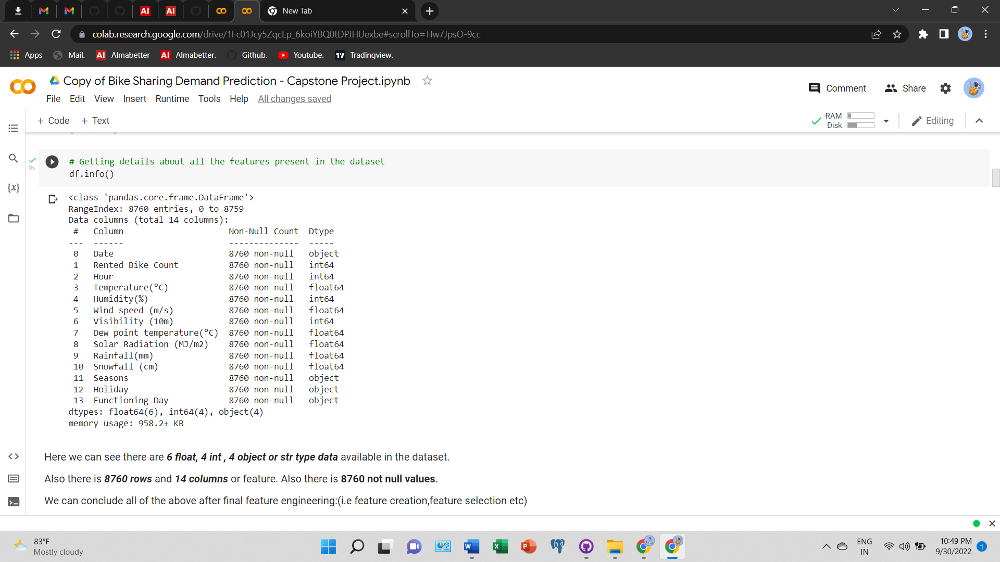 New Tab
colab.research.google.com/drive/1Fc01Jcy5ZqcEp_6koiYBQ0tDPJHUexbe#scrollTo=TIw7JpsO-9cc
Apps Mail. AI Almabetter AI Almabetter. Github. Youtube. Tradingview.
Copy of Bike Sharing Demand Prediction - Capstone Project.ipynb
Comment Share
File Edit View Insert Runtime Tools Help All changes saved
+ Code + Text
RAM
Disk
Editing
0s
# Getting details about all the features present in the dataset
df.info()
{x}
<class 'pandas.core.frame.DataFrame'>
RangeIndex: 8760 entries, 0 to 8759
Data columns (total 14 columns):
# Column Non-Null Count Dtype
--- ------ -------------- -----
0 Date 8760 non-null object
1 Rented Bike Count 8760 non-null int64
2 Hour 8760 non-null int64
3 Temperature(°C) 8760 non-null float64
4 Humidity(%) 8760 non-null int64
5 Wind speed (m/s) 8760 non-null float64
6 Visibility (10m) 8760 non-null int64
7 Dew point temperature(°C) 8760 non-null float64
8 Solar Radiation (MJ/m2) 8760 non-null float64
9 Rainfall(mm) 8760 non-null float64
10 Snowfall (cm) 8760 non-null float64
11 Seasons 8760 non-null object
12 Holiday 8760 non-null object
13 Functioning Day 8760 non-null object
dtypes: float64(6), int64(4), object(4)
memory usage: 958.2+ KB
Here we can see there are 6 float, 4 int , 4 object or str type data available in the dataset.
Also there is 8760 rows and 14 columns or feature. Also there is 8760 not null values.
We can conclude all of the above after final feature engineering:(i.e feature creation,feature selection etc)
83°F
Mostly cloudy
ENG
IN
10:49 PM
9/30/2022
1